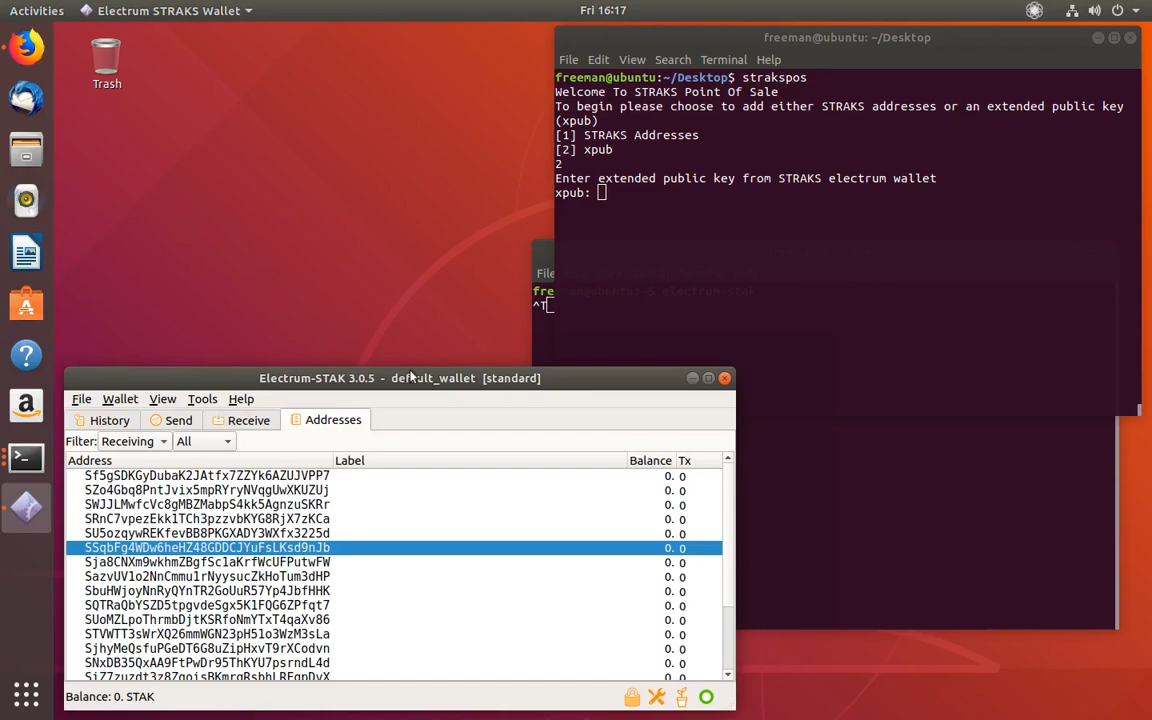 Activities
Electrum STRAKS Wallet
Fri 16:17
Trash
freeman@ubuntu: ~/Desktop
File Edit View Search Terminal Help
freeman@ubuntu:~/Desktop$ strakspos
Welcome To STRAKS Point Of Sale
To begin please choose to add either STRAKS addresses or an extended public key
(xpub)
[1] STRAKS Addresses
[2] xpub
2
Enter extended public key from STRAKS electrum wallet
xpub:
File
freeman@ubuntu:~$ electrum-stak
^T
Electrum-STAK 3.0.5 - default_wallet [standard]
File Wallet View Tools Help
History Send Receive Addresses
Filter: Receiving All
Address Label Balance Tx
Sf5gSDKGyDubaK2JAtfx7ZZYk6AZUJVPP7 0. 0
SZo4Gbq8PntJvix5mpRYryNVqgUwXKUZUj 0. 0
SWJJLMwfcVc8gMBZMabpS4kk5AgnzuSKRr 0. 0
SRnC7vpezEkk1TCh3pzzvbKYG8RjX7zKCa 0. 0
SU5ozqywREKfevBB8PKGXADY3WXfx3225d 0. 0
SSqbFg4WDw6heHZ48GDDCJYuFsLKsd9nJb 0. 0
Sja8CNXm9wkhmZBgfSc1aKrfWcUFPutwFW 0. 0
SazvUV1o2NnCmmu1rNyysucZkHoTum3dHP 0. 0
SbuHWjoyNnRyQYnTR2GoUuR57Yp4JbfHHK 0. 0
SQTRaQbYSZD5tpgvdeSgx5K1FQG6ZPfqt7 0. 0
SUoMZLpoThrmbDjtKSRfoNmYTxT4qaXv86 0. 0
STVWTT3sWrXQ26mmWGN23pH51o3WzM3sLa 0. 0
SjhyMeQsfuPGeDT6G8uZipHxvT9rXCodvn 0. 0
SNxDB35QxAA9FtPwDr95ThKYU7psrndL4d 0. 0
Balance: 0. STAK